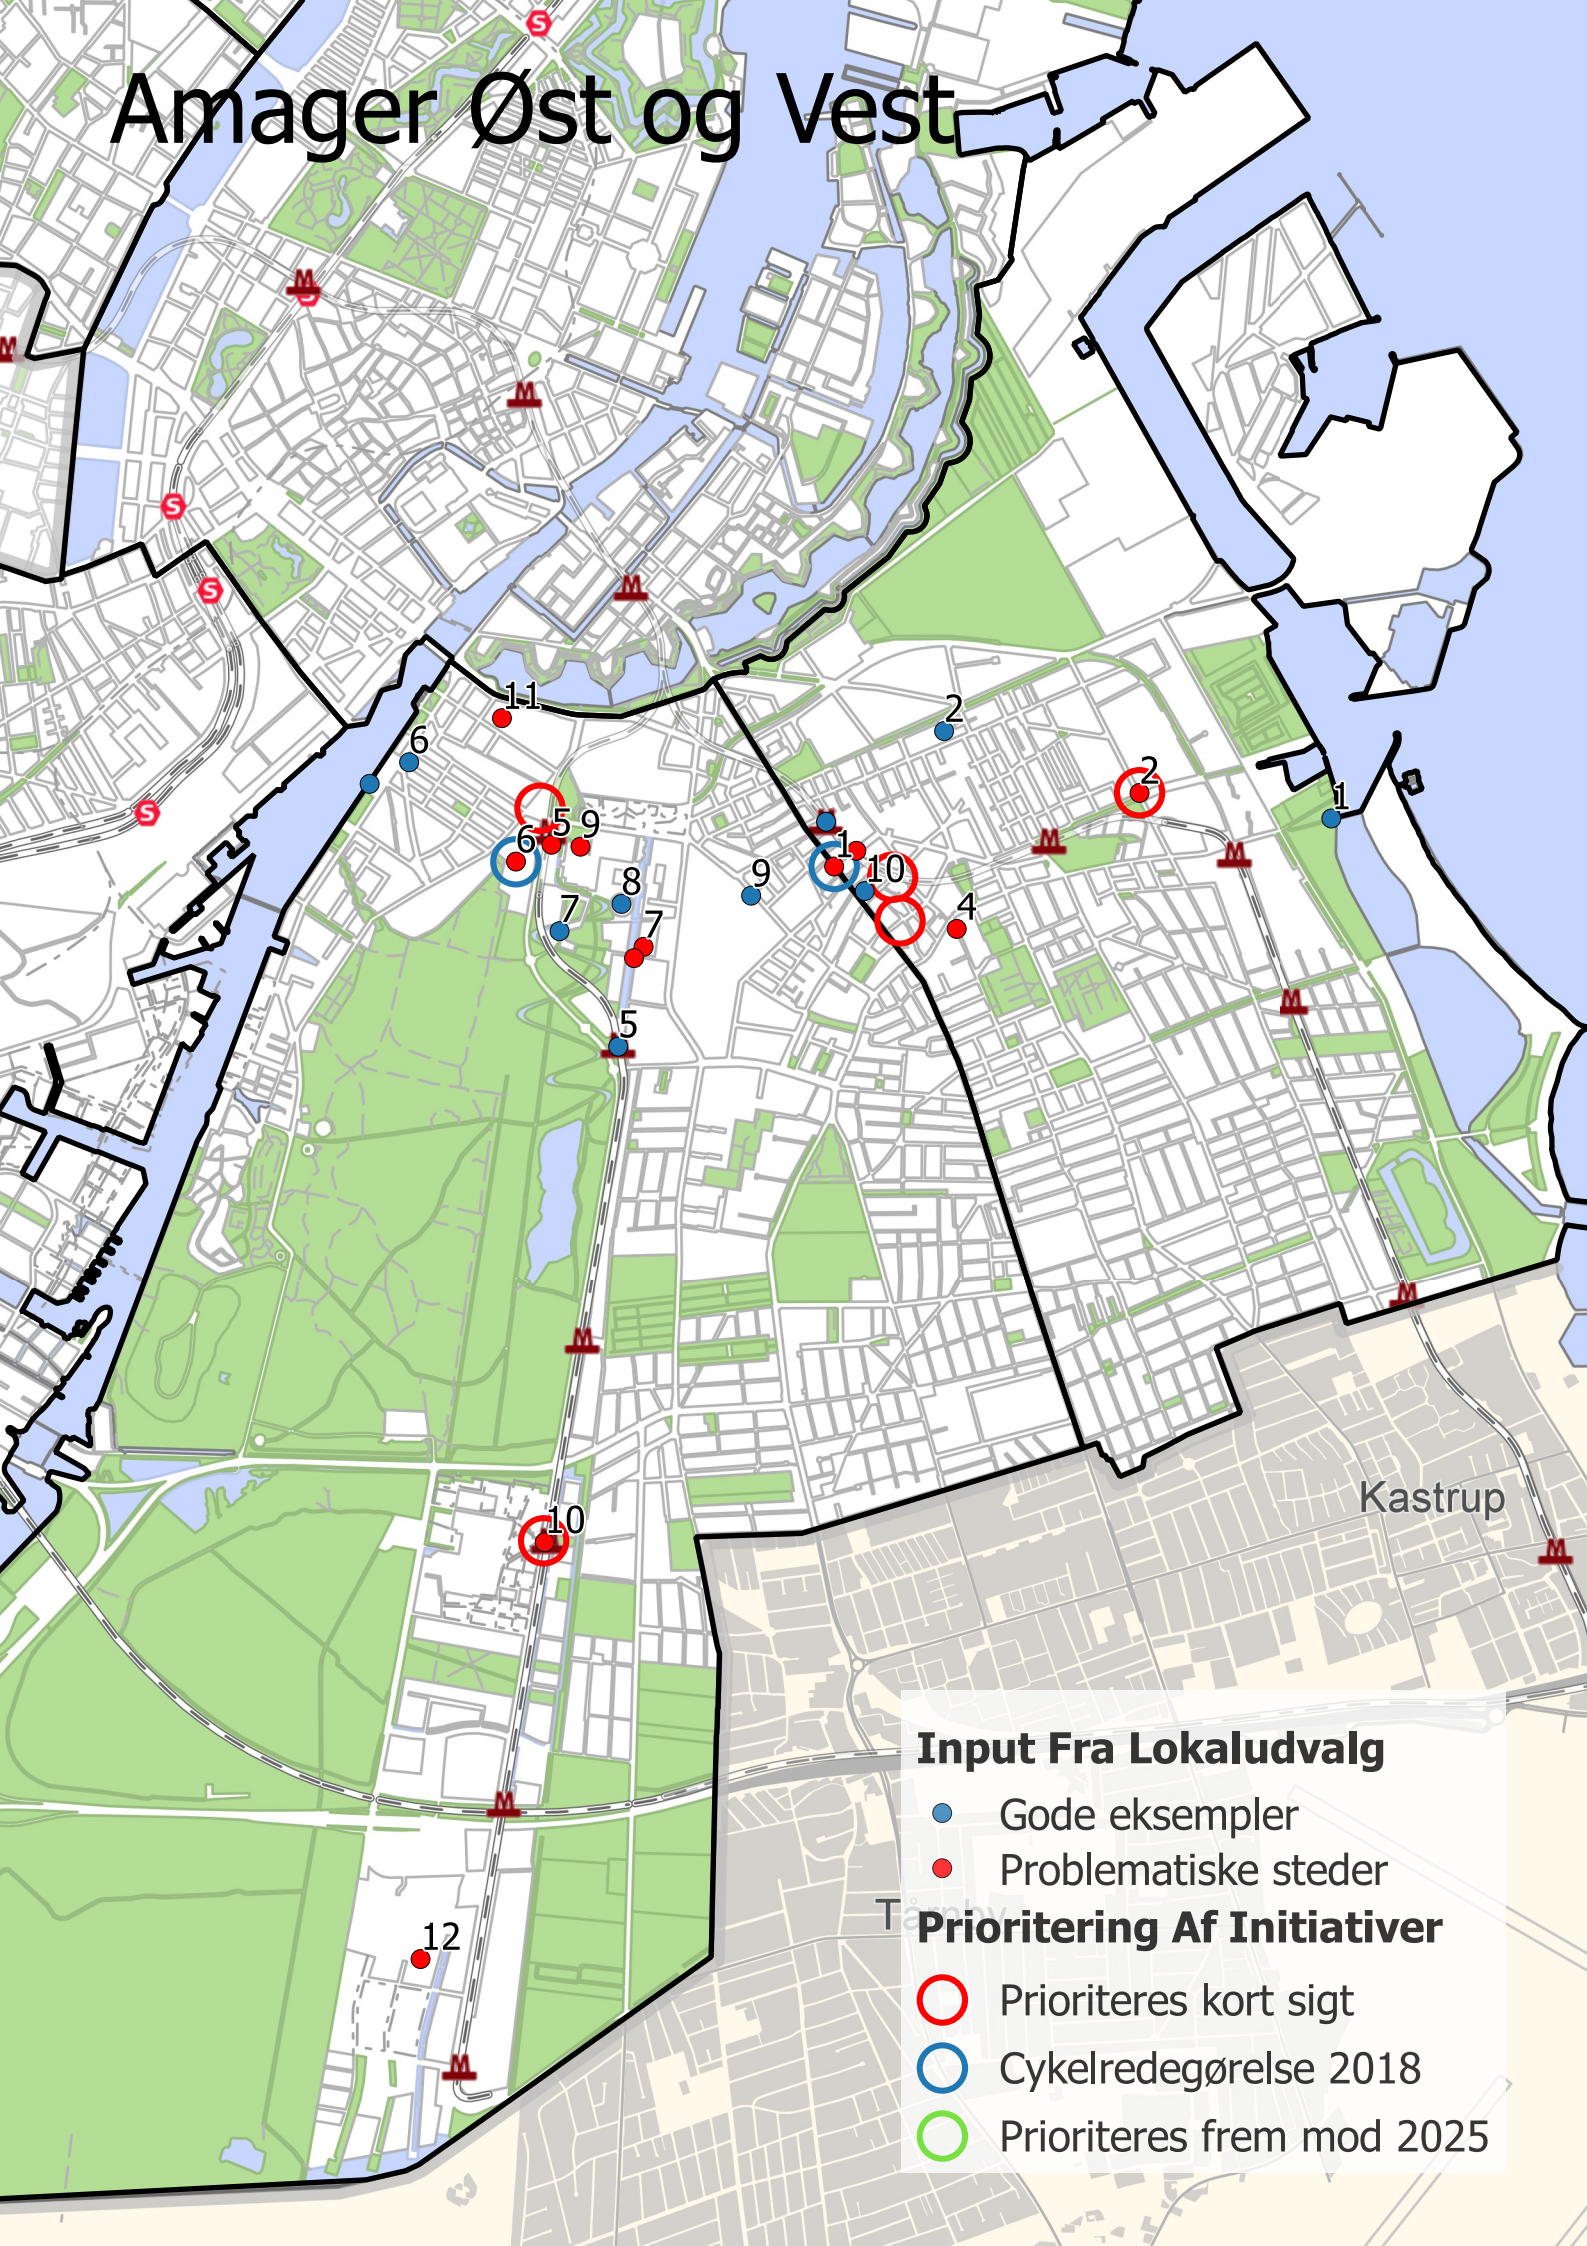 S
Amager Øst og Vest
M
M
M
S
S
M
11
6
2
2
1
S
5
9
6
1
M
M
10
8
9
7
7
4
M
5
M
M
Kastrup
10
M
Input Fra Lokaludvalg
M
Gode eksempler
Problematiske steder
Tårnby
Prioritering Af Initiativer
12
Prioriteres kort sigt
M
Cykelredegørelse 2018
Prioriteres frem mod 2025